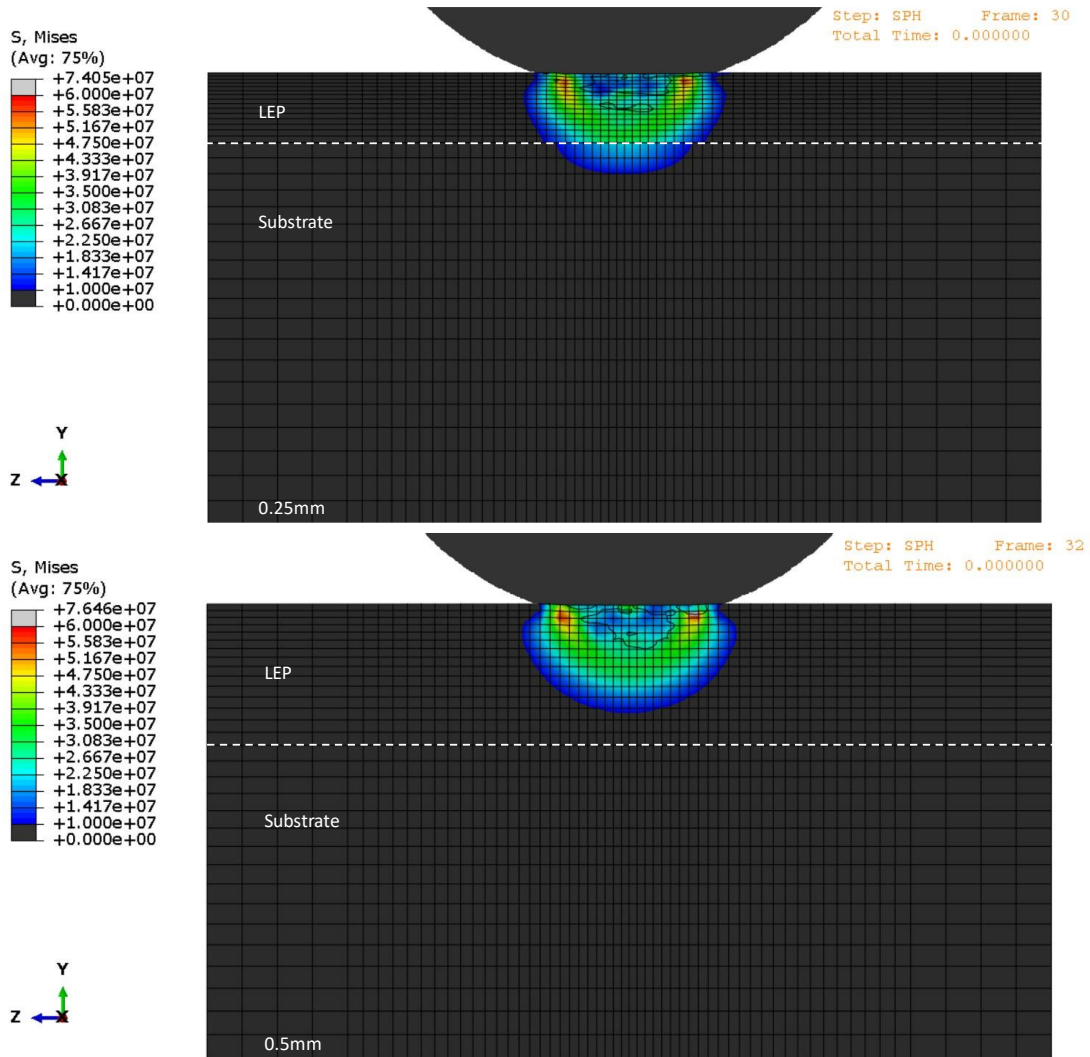 Step: SPH Frame: 30
Total Time: 0.000000
S, Mises
(Avg: 75%)
+7.405e+07
+6.000e+07
+5.583e+07
+5.167e+07
+4.750e+07
+4.333e+07
+3.917e+07
+3.500e+07
+3.083e+07
+2.667e+07
+2.250e+07
+1.833e+07
+1.417e+07
+1.000e+07
+0.000e+00
LEP
Substrate
Y
Z X
0.25mm
Step: SPH Frame: 32
Total Time: 0.000000
S, Mises
(Avg: 75%)
+7.646e+07
+6.000e+07
+5.583e+07
+5.167e+07
+4.750e+07
+4.333e+07
+3.917e+07
+3.500e+07
+3.083e+07
+2.667e+07
+2.250e+07
+1.833e+07
+1.417e+07
+1.000e+07
+0.000e+00
LEP
Substrate
Y
Z X
0.5mm